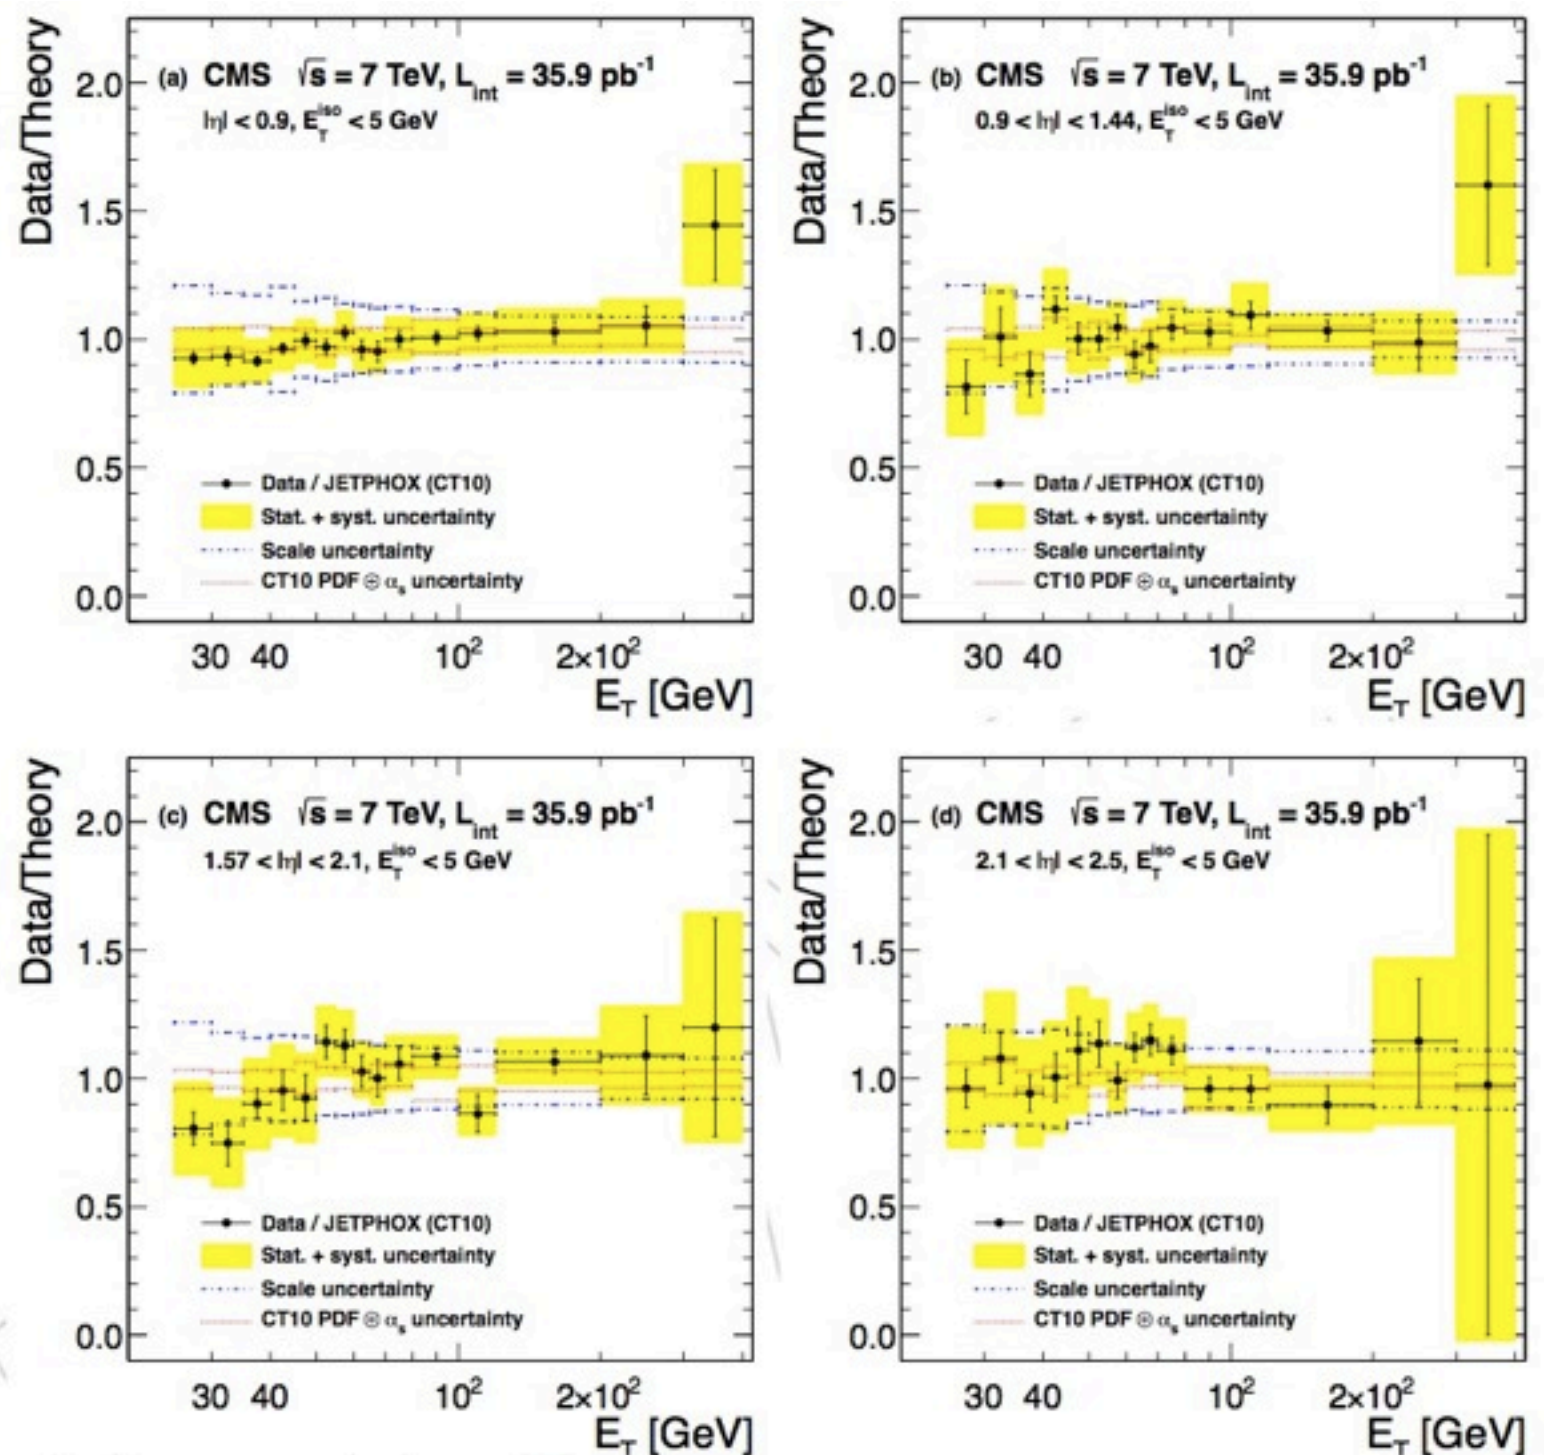 Data/Theory
(a) CMS √s = 7 TeV, L_int = 35.9 pb⁻¹
|η| < 0.9, E_T^iso < 5 GeV
2.0
1.5
1.0
0.5
0.0
Data / JETPHOX (CT10)
Stat. + syst. uncertainty
Scale uncertainty
CT10 PDF ⊕ α_s uncertainty
30 40 10² 2×10²
E_T [GeV]
Data/Theory
(b) CMS √s = 7 TeV, L_int = 35.9 pb⁻¹
0.9 < |η| < 1.44, E_T^iso < 5 GeV
2.0
1.5
1.0
0.5
0.0
Data / JETPHOX (CT10)
Stat. + syst. uncertainty
Scale uncertainty
CT10 PDF ⊕ α_s uncertainty
30 40 10² 2×10²
E_T [GeV]
Data/Theory
(c) CMS √s = 7 TeV, L_int = 35.9 pb⁻¹
1.57 < |η| < 2.1, E_T^iso < 5 GeV
2.0
1.5
1.0
0.5
0.0
Data / JETPHOX (CT10)
Stat. + syst. uncertainty
Scale uncertainty
CT10 PDF ⊕ α_s uncertainty
30 40 10² 2×10²
E_T [GeV]
Data/Theory
(d) CMS √s = 7 TeV, L_int = 35.9 pb⁻¹
2.1 < |η| < 2.5, E_T^iso < 5 GeV
2.0
1.5
1.0
0.5
0.0
Data / JETPHOX (CT10)
Stat. + syst. uncertainty
Scale uncertainty
CT10 PDF ⊕ α_s uncertainty
30 40 10² 2×10²
E_T [GeV]